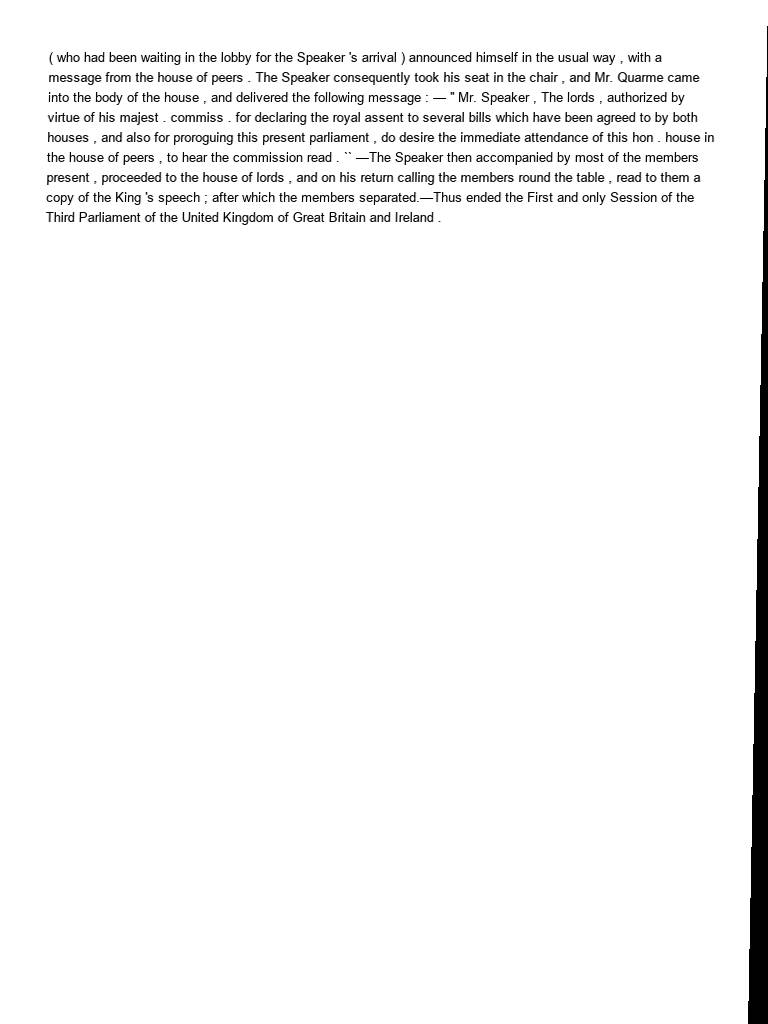 ( who had been waiting in the lobby for the Speaker 's arrival ) announced himself in the usual way , with a
message from the house of peers . The Speaker consequently took his seat in the chair , and Mr. Quarme came
into the body of the house , and delivered the following message : — " Mr. Speaker , The lords , authorized by
virtue of his majest . commiss . for declaring the royal assent to several bills which have been agreed to by both
houses , and also for proroguing this present parliament , do desire the immediate attendance of this hon . house in
the house of peers , to hear the commission read . `` —The Speaker then accompanied by most of the members
present , proceeded to the house of lords , and on his return calling the members round the table , read to them a
copy of the King 's speech ; after which the members separated.—Thus ended the First and only Session of the
Third Parliament of the United Kingdom of Great Britain and Ireland .